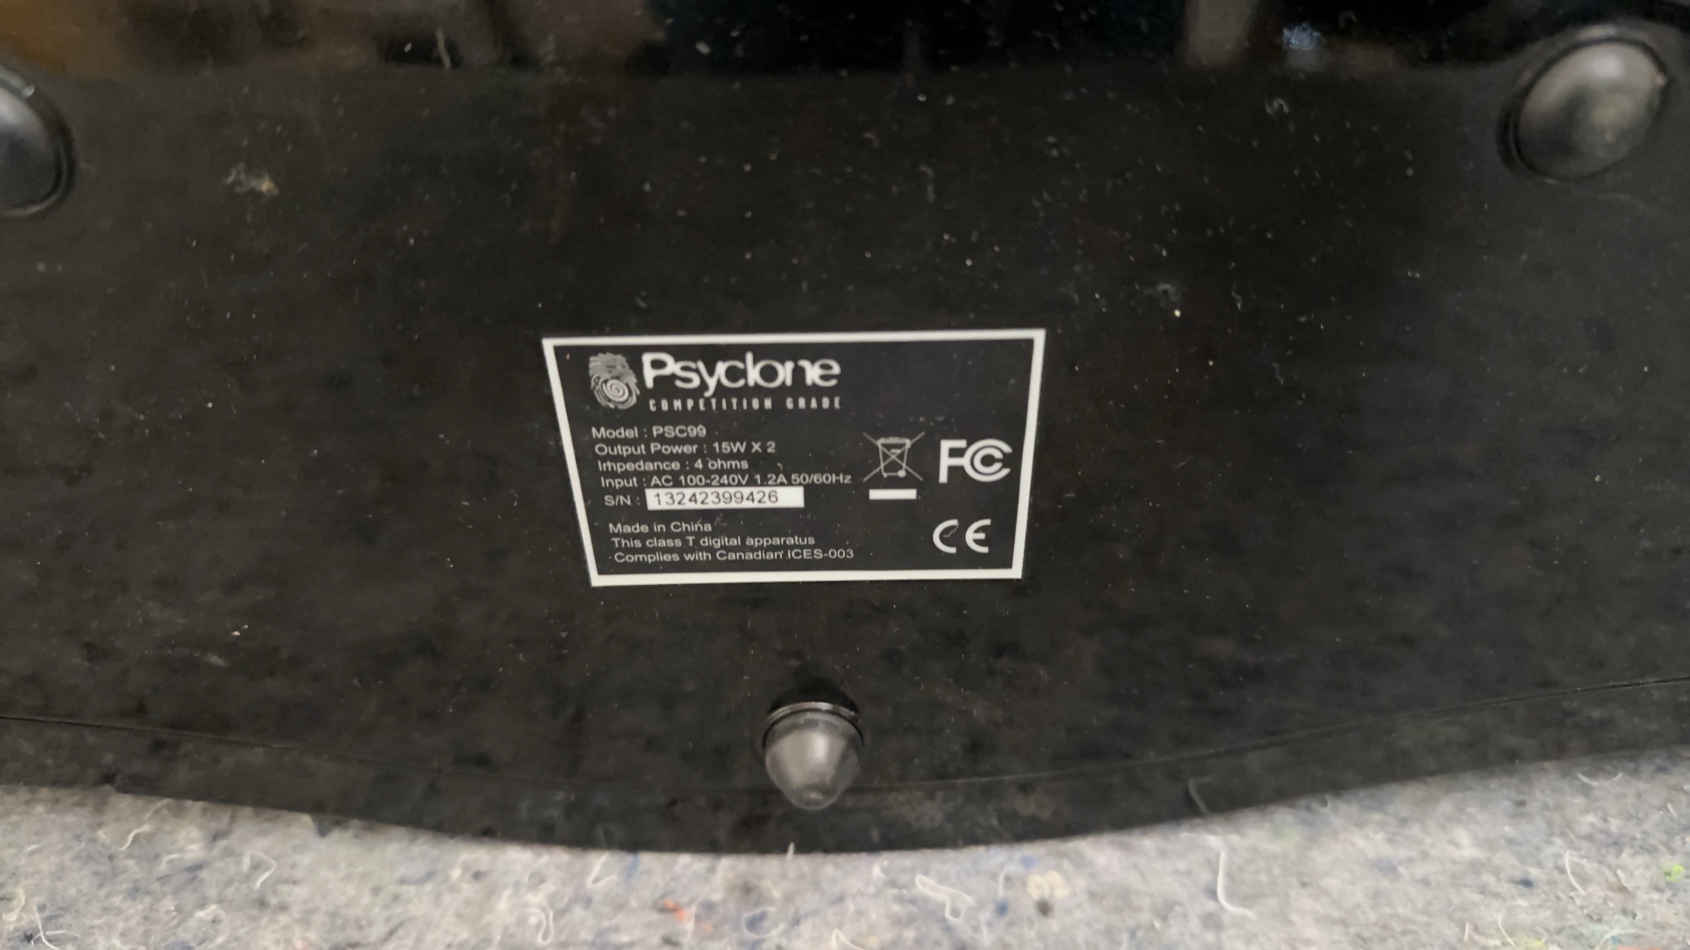 Psyclone
COMPETITION GRADE
Model : PSC99
Output Power : 15W X 2
Impedance : 4 ohms
Input : AC 100-240V 1.2A 50/60Hz
S/N : 13242399426
FC
CE
Made in China
This class T digital apparatus
Complies with Canadian ICES-003